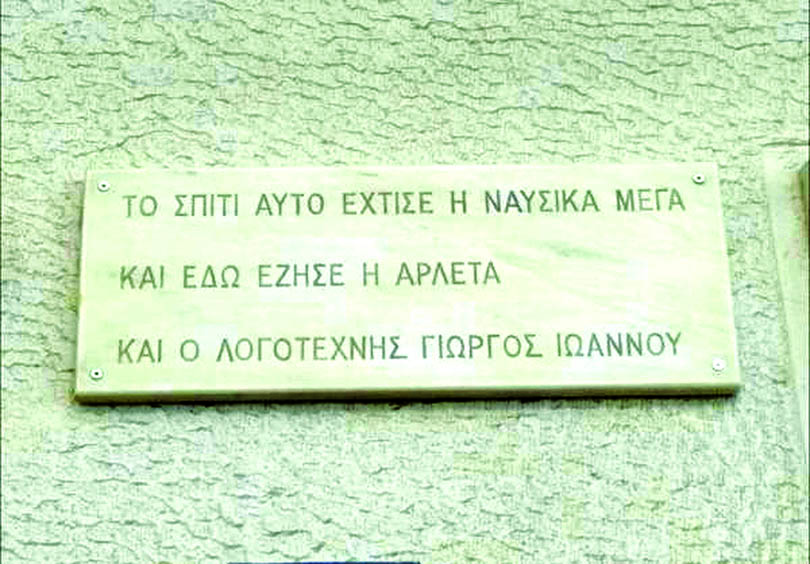 ΤΟ ΣΠΙΤΙ ΑΥΤΟ ΕΧΤΙΣΕ Η ΝΑΥΣΙΚΑ ΜΕΓΑ
ΚΑΙ ΕΔΩ ΕΖΗΣΕ Η ΑΡΛΕΤΑ
ΚΑΙ Ο ΛΟΓΟΤΕΧΝΗΣ ΓΙΩΡΓΟΣ ΙΩΑΝΝΟΥ